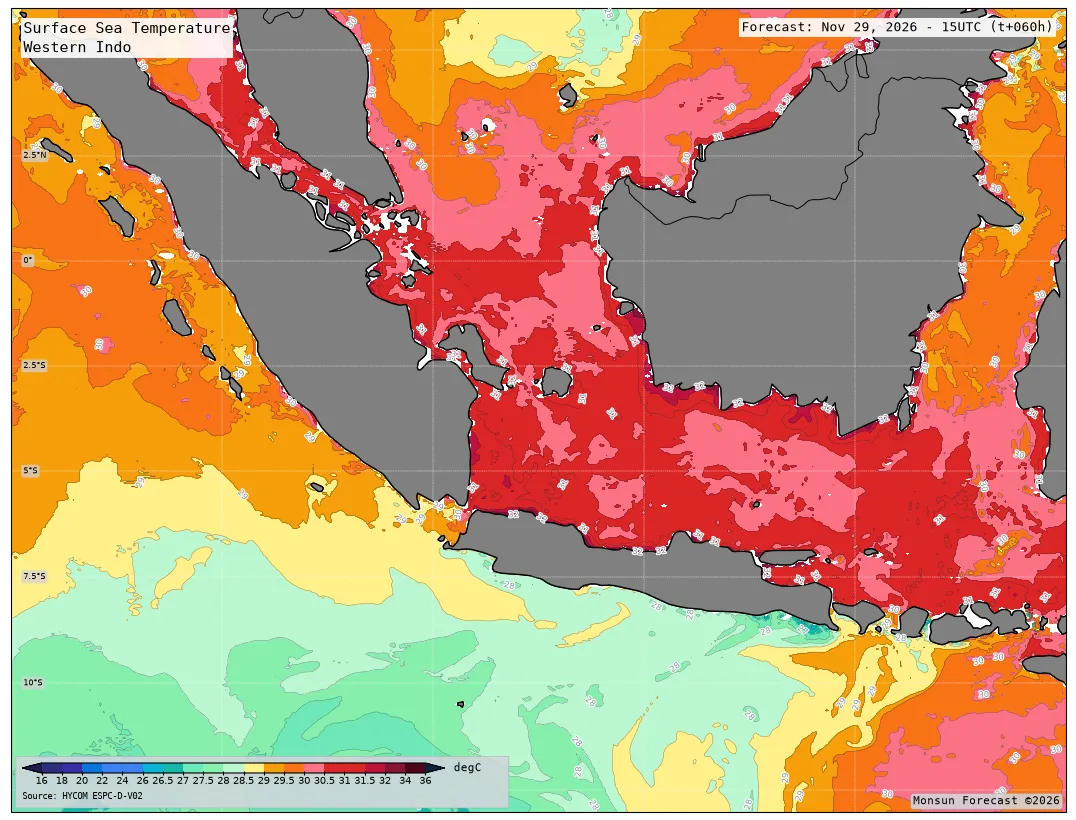 Surface Sea Temperature
Western Indo
Forecast: Nov 29, 2026 - 15UTC (t+060h)
2.5°N
0°
2.5°S
5°S
7.5°S
10°S
degC
16 18 20 22 24 26 26.5 27 27.5 28 28.5 29 29.5 30 30.5 31 31.5 32 34 36
Source: HYCOM ESPC-D-V02
Monsun Forecast ©2026